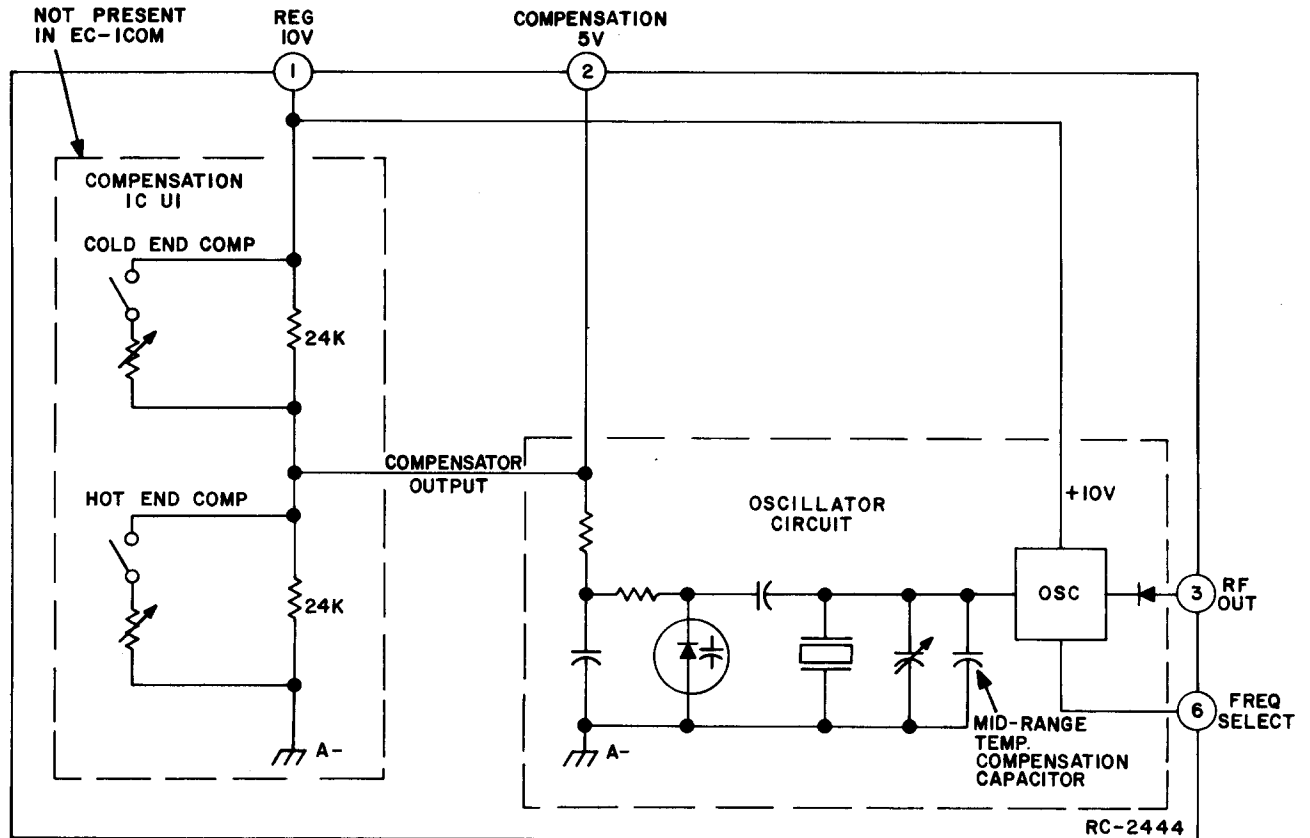 NOT PRESENT
IN EC-ICOM
REG
10V
1
COMPENSATION
5V
2
COMPENSATION
IC U1
COLD END COMP
24K
HOT END COMP
24K
A-
COMPENSATOR
OUTPUT
OSCILLATOR
CIRCUIT
+10V
OSC
3
RF
OUT
6
FREQ
SELECT
MID-RANGE
TEMP.
COMPENSATION
CAPACITOR
A-
RC-2444